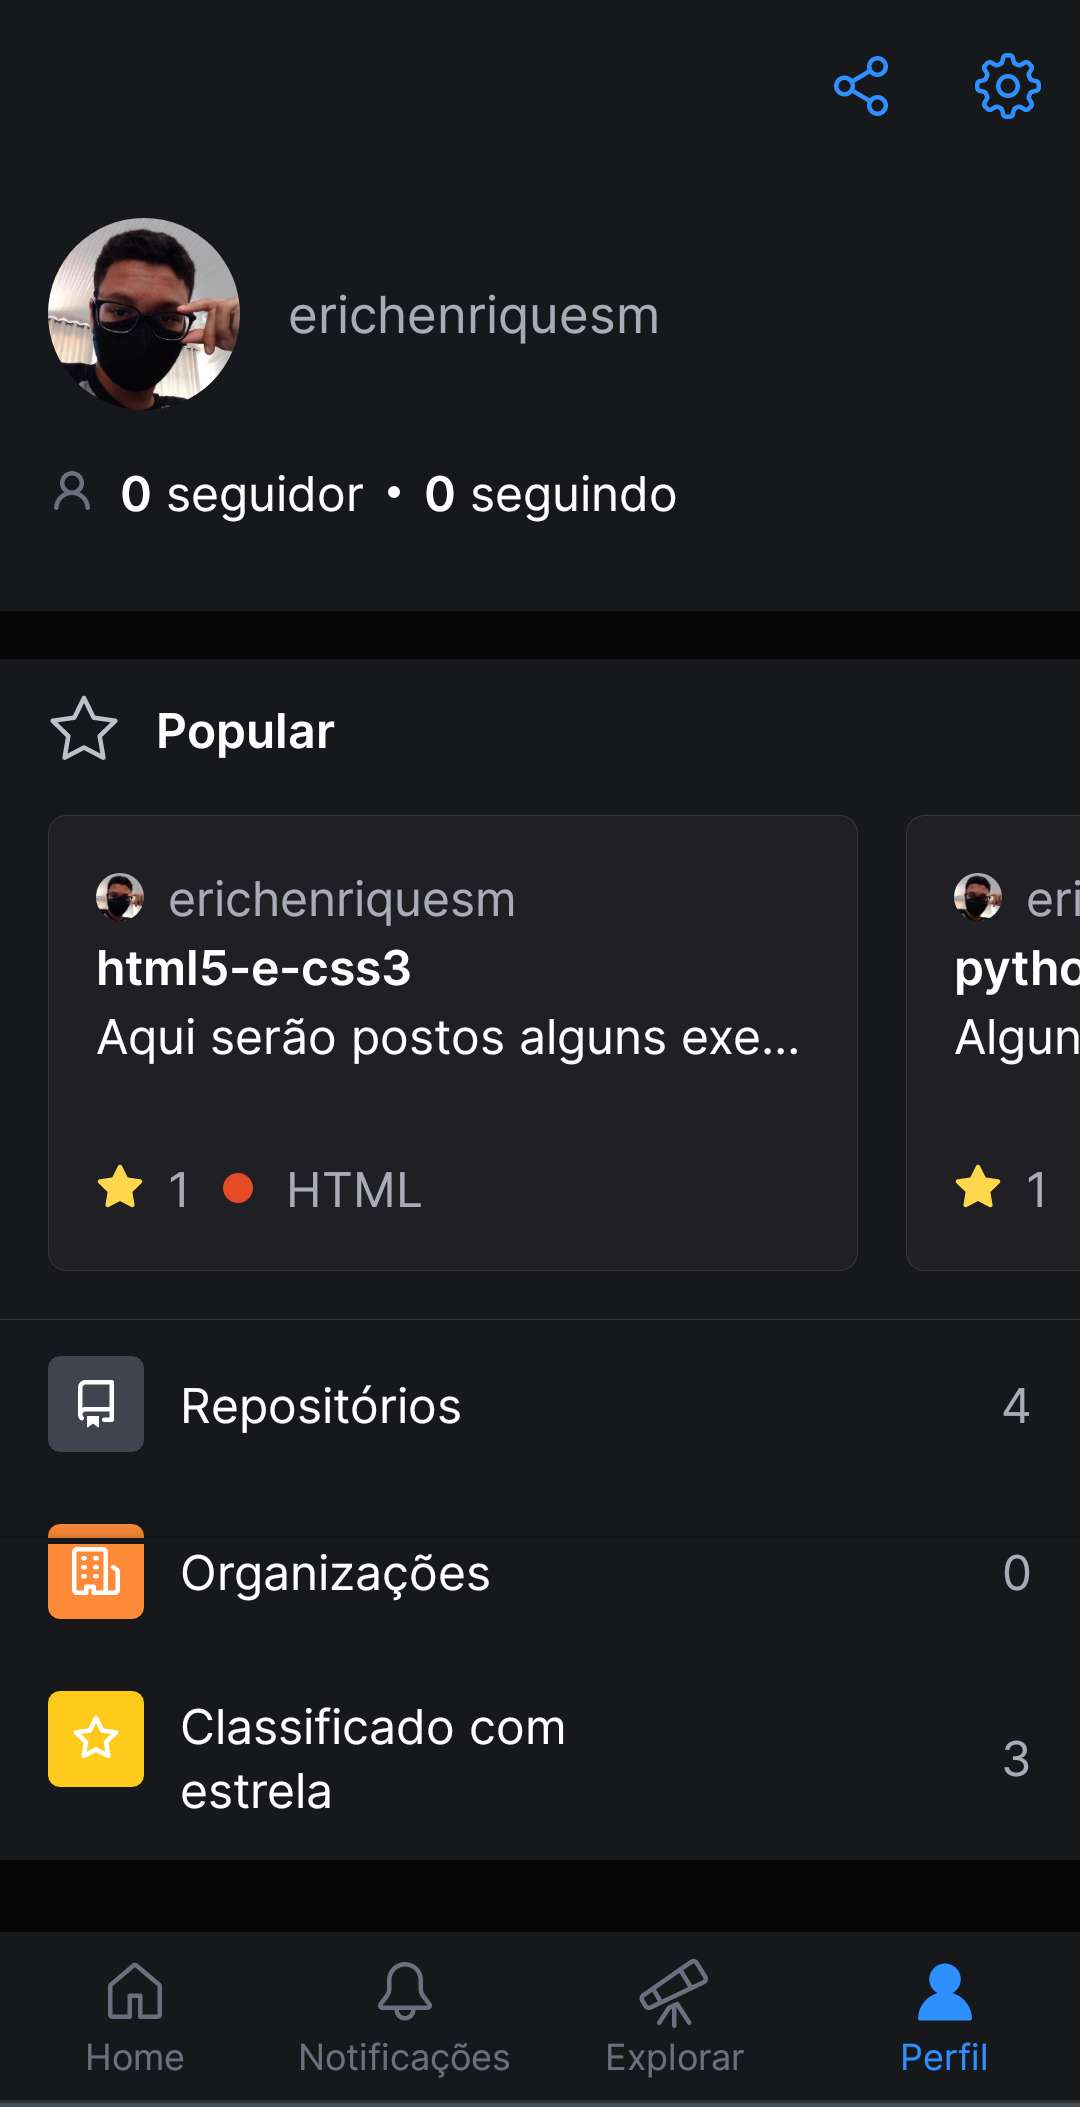 erichenriquesm
0 seguidor • 0 seguindo
Popular
erichenriquesm
html5-e-css3
Aqui serão postos alguns exe...
1 HTML
eri
pytho
Algun
1
Repositórios 4
Organizações 0
Classificado com
estrela
3
Home Notificações Explorar Perfil